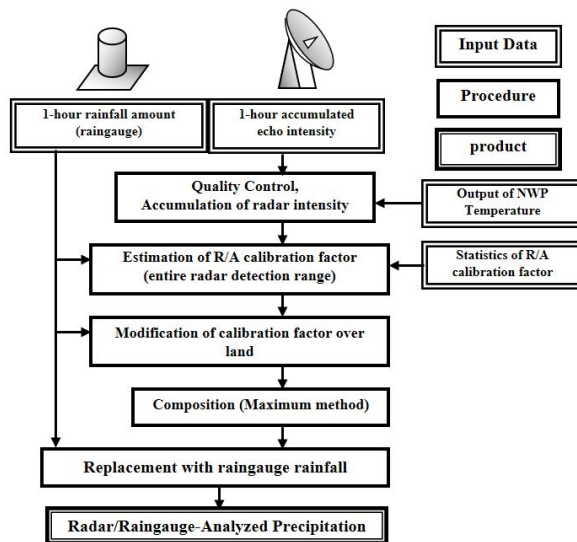 Input Data
Procedure
product
1-hour rainfall amount
(raingauge)
1-hour accumulated
echo intensity
Quality Control,
Accumulation of radar intensity
Output of NWP
Temperature
Estimation of R/A calibration factor
(entire radar detection range)
Statistics of R/A
calibration factor
Modification of calibration factor over
land
Composition (Maximum method)
Replacement with raingauge rainfall
Radar/Raingauge-Analyzed Precipitation